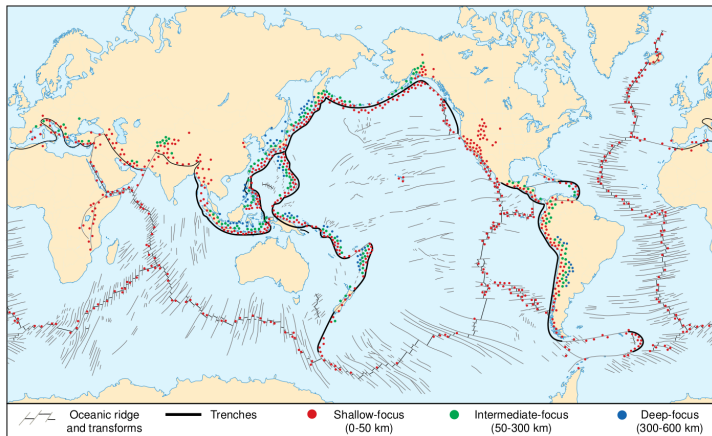 Oceanic ridge
and transforms
Trenches
Shallow-focus
(0-50 km)
Intermediate-focus
(50-300 km)
Deep-focus
(300-600 km)